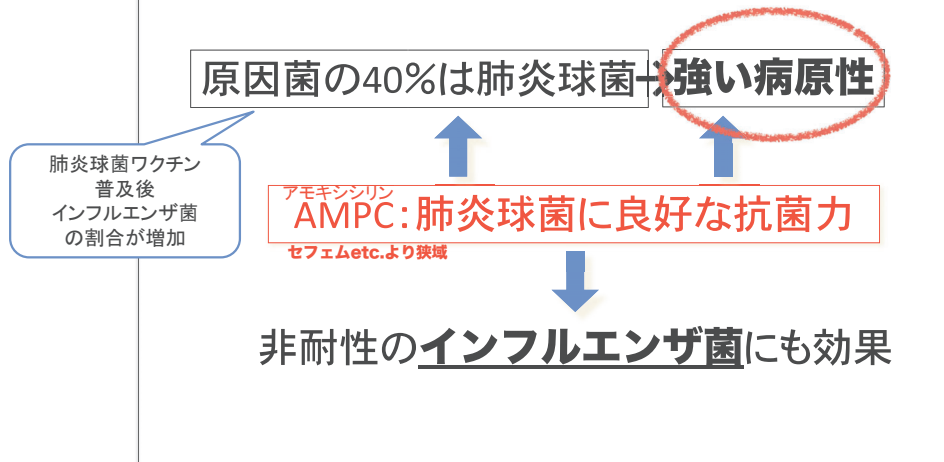 原因菌の40%は肺炎球菌→強い病原性
肺炎球菌ワクチン
普及後
インフルエンザ菌
の割合が増加
アモキシシリン
AMPC:肺炎球菌に良好な抗菌力
セフェムetc.より狭域
非耐性のインフルエンザ菌にも効果